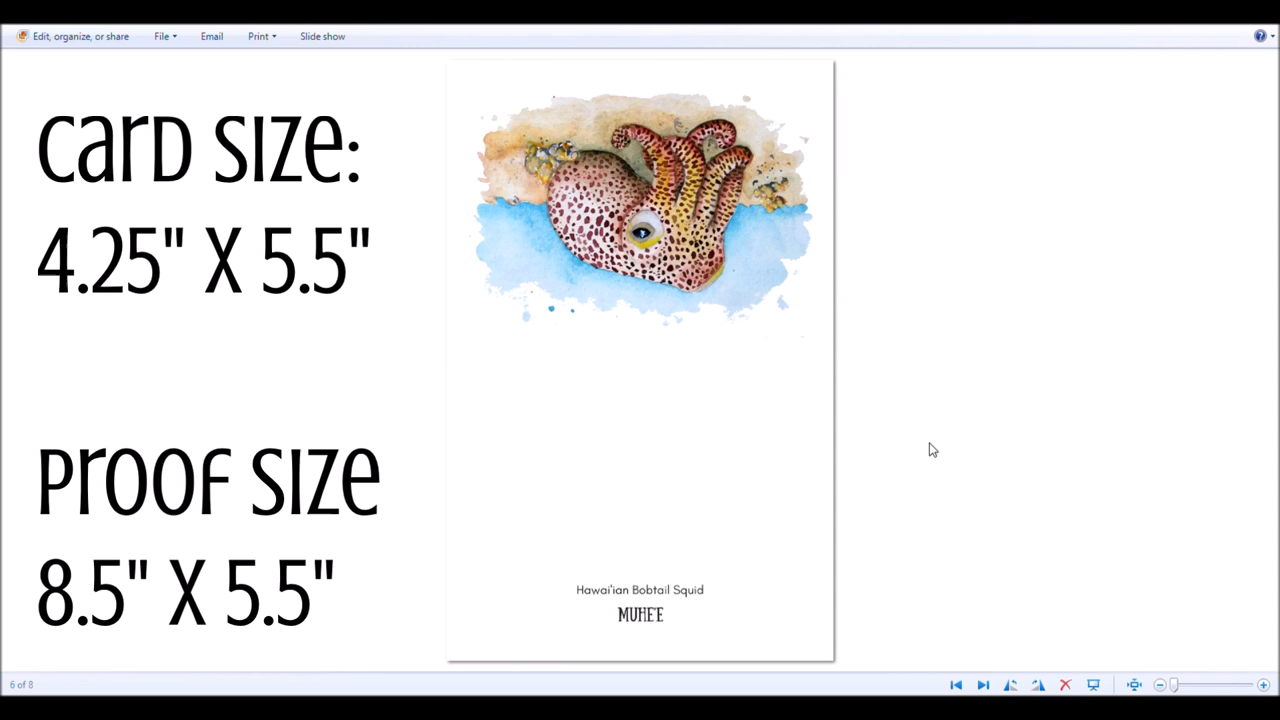 Edit, organize, or share File Email Print Slide show
Card Size:
4.25" X 5.5"
Proof Size
8.5" X 5.5"
Hawai'ian Bobtail Squid
MUHE'E
6 of 8